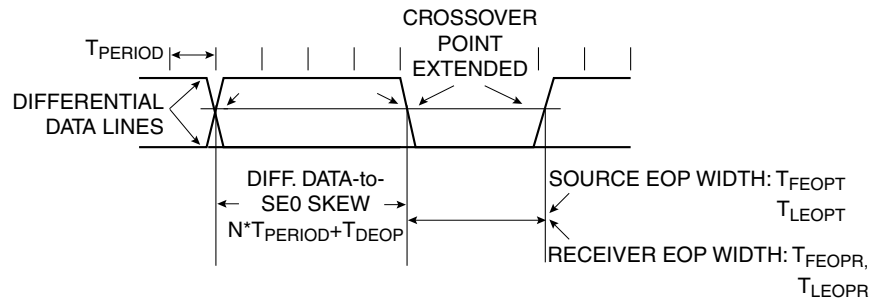 CROSSOVER
POINT
EXTENDED
TPERIOD
DIFFERENTIAL
DATA LINES
DIFF. DATA-to-
SE0 SKEW
N*TPERIOD+TDEOP
SOURCE EOP WIDTH: TFEOPT
TLEOPT
RECEIVER EOP WIDTH: TFEOPR,
TLEOPR